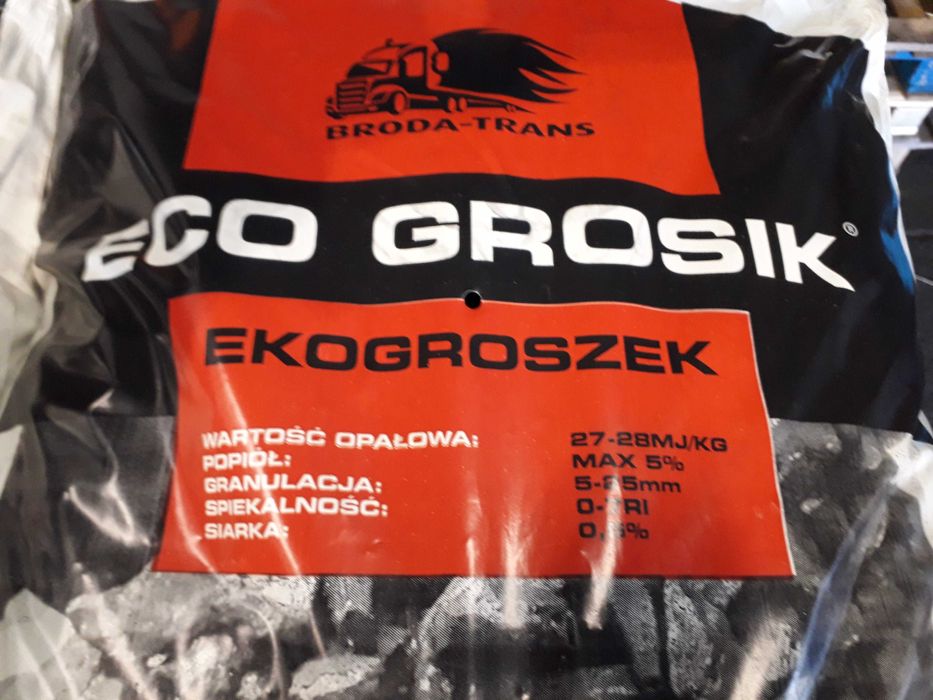 BRODA-TRANS
ECO GROSIK®
EKOGROSZEK
WARTOŚĆ OPAŁOWA: 27-28MJ/KG
POPIÓŁ: MAX 5%
GRANULACJA: 5-25mm
SPIEKALNOŚĆ:
SIARKA: